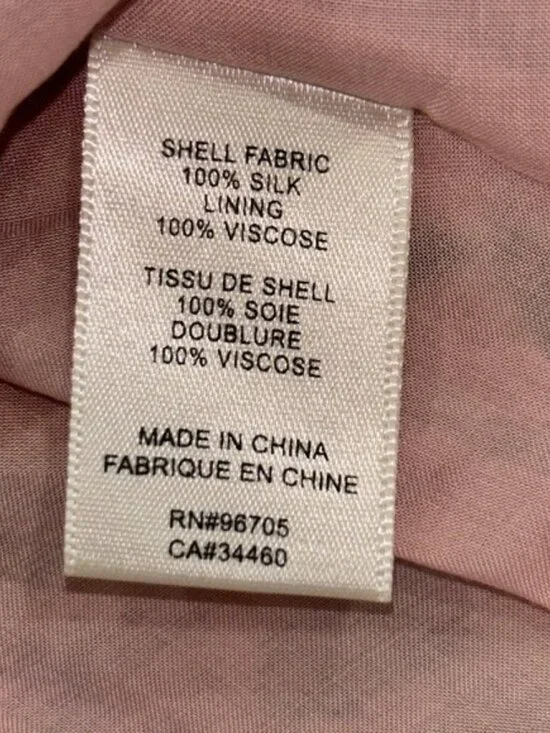 SHELL FABRIC
100% SILK
LINING
100% VISCOSE
TISSU DE SHELL
100% SOIE
DOUBLURE
100% VISCOSE
MADE IN CHINA
FABRIQUE EN CHINE
RN#96705
CA#34460